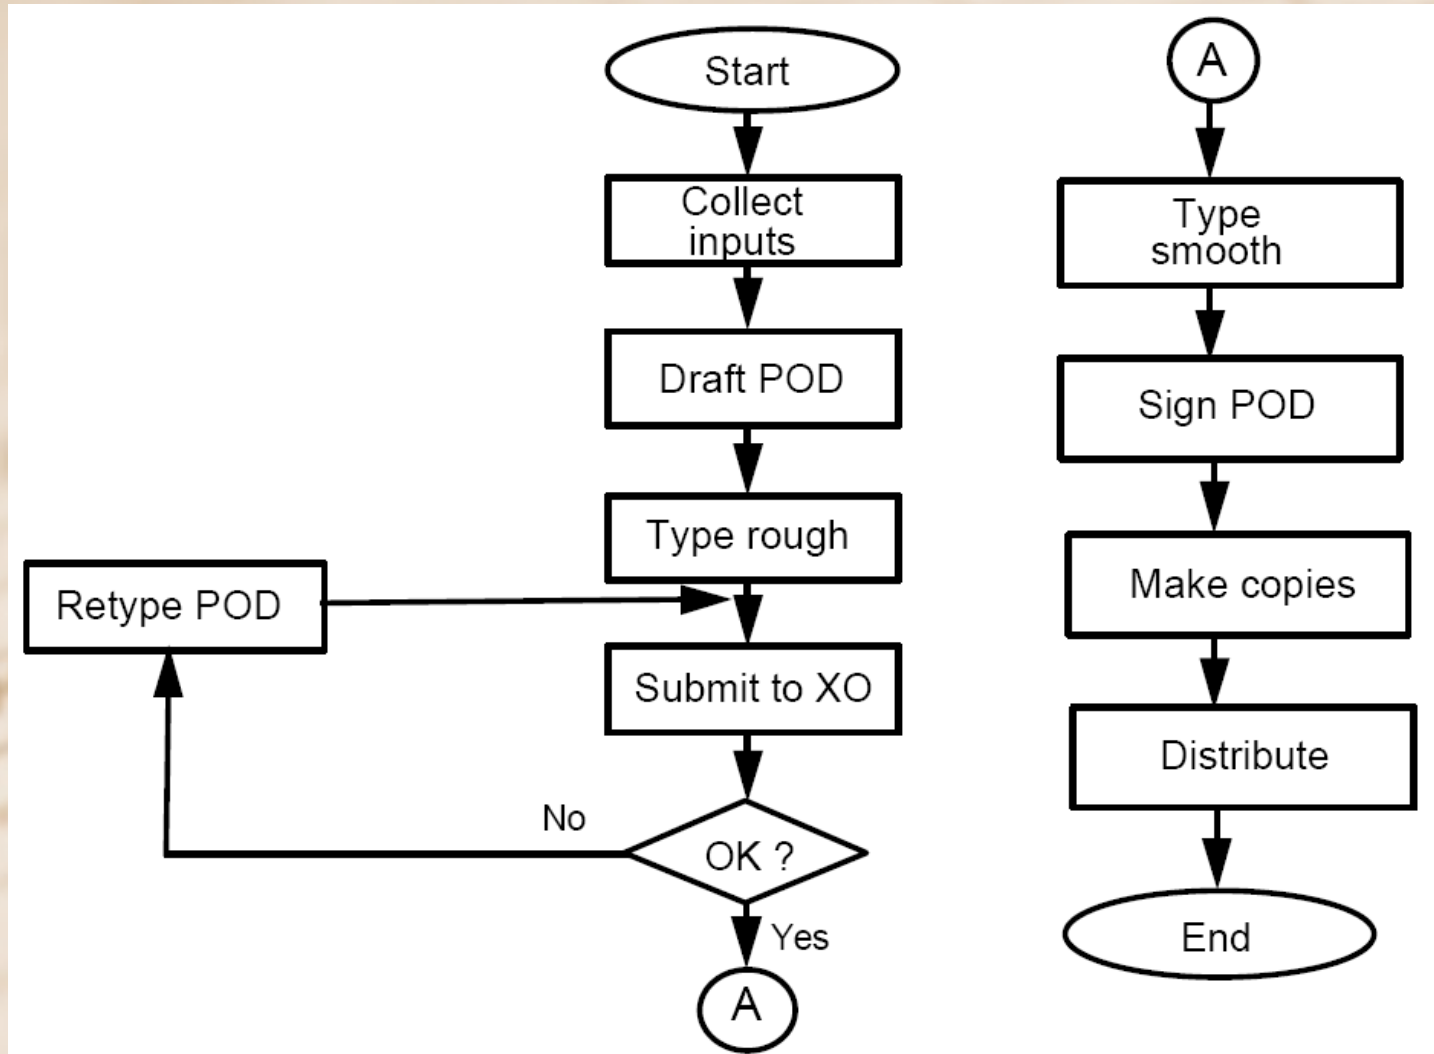 Start
Collect
inputs
Draft POD
Type rough
Retype POD
Submit to XO
No
OK ?
Yes
A
A
Type
smooth
Sign POD
Make copies
Distribute
End